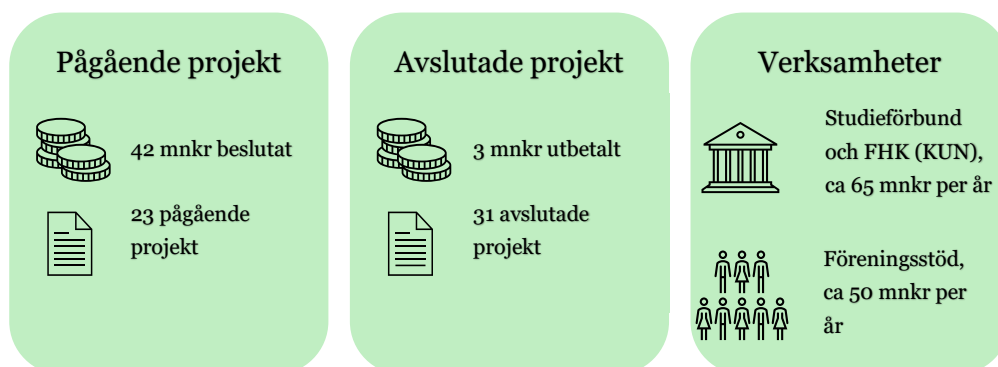 Pågående projekt
42 mnkr beslutat
23 pågående
projekt
Avslutade projekt
3 mnkr utbetalt
31 avslutade
projekt
Verksamheter
Studieförbund
och FHK (KUN),
ca 65 mnkr per år
Föreningsstöd,
ca 50 mnkr per
år